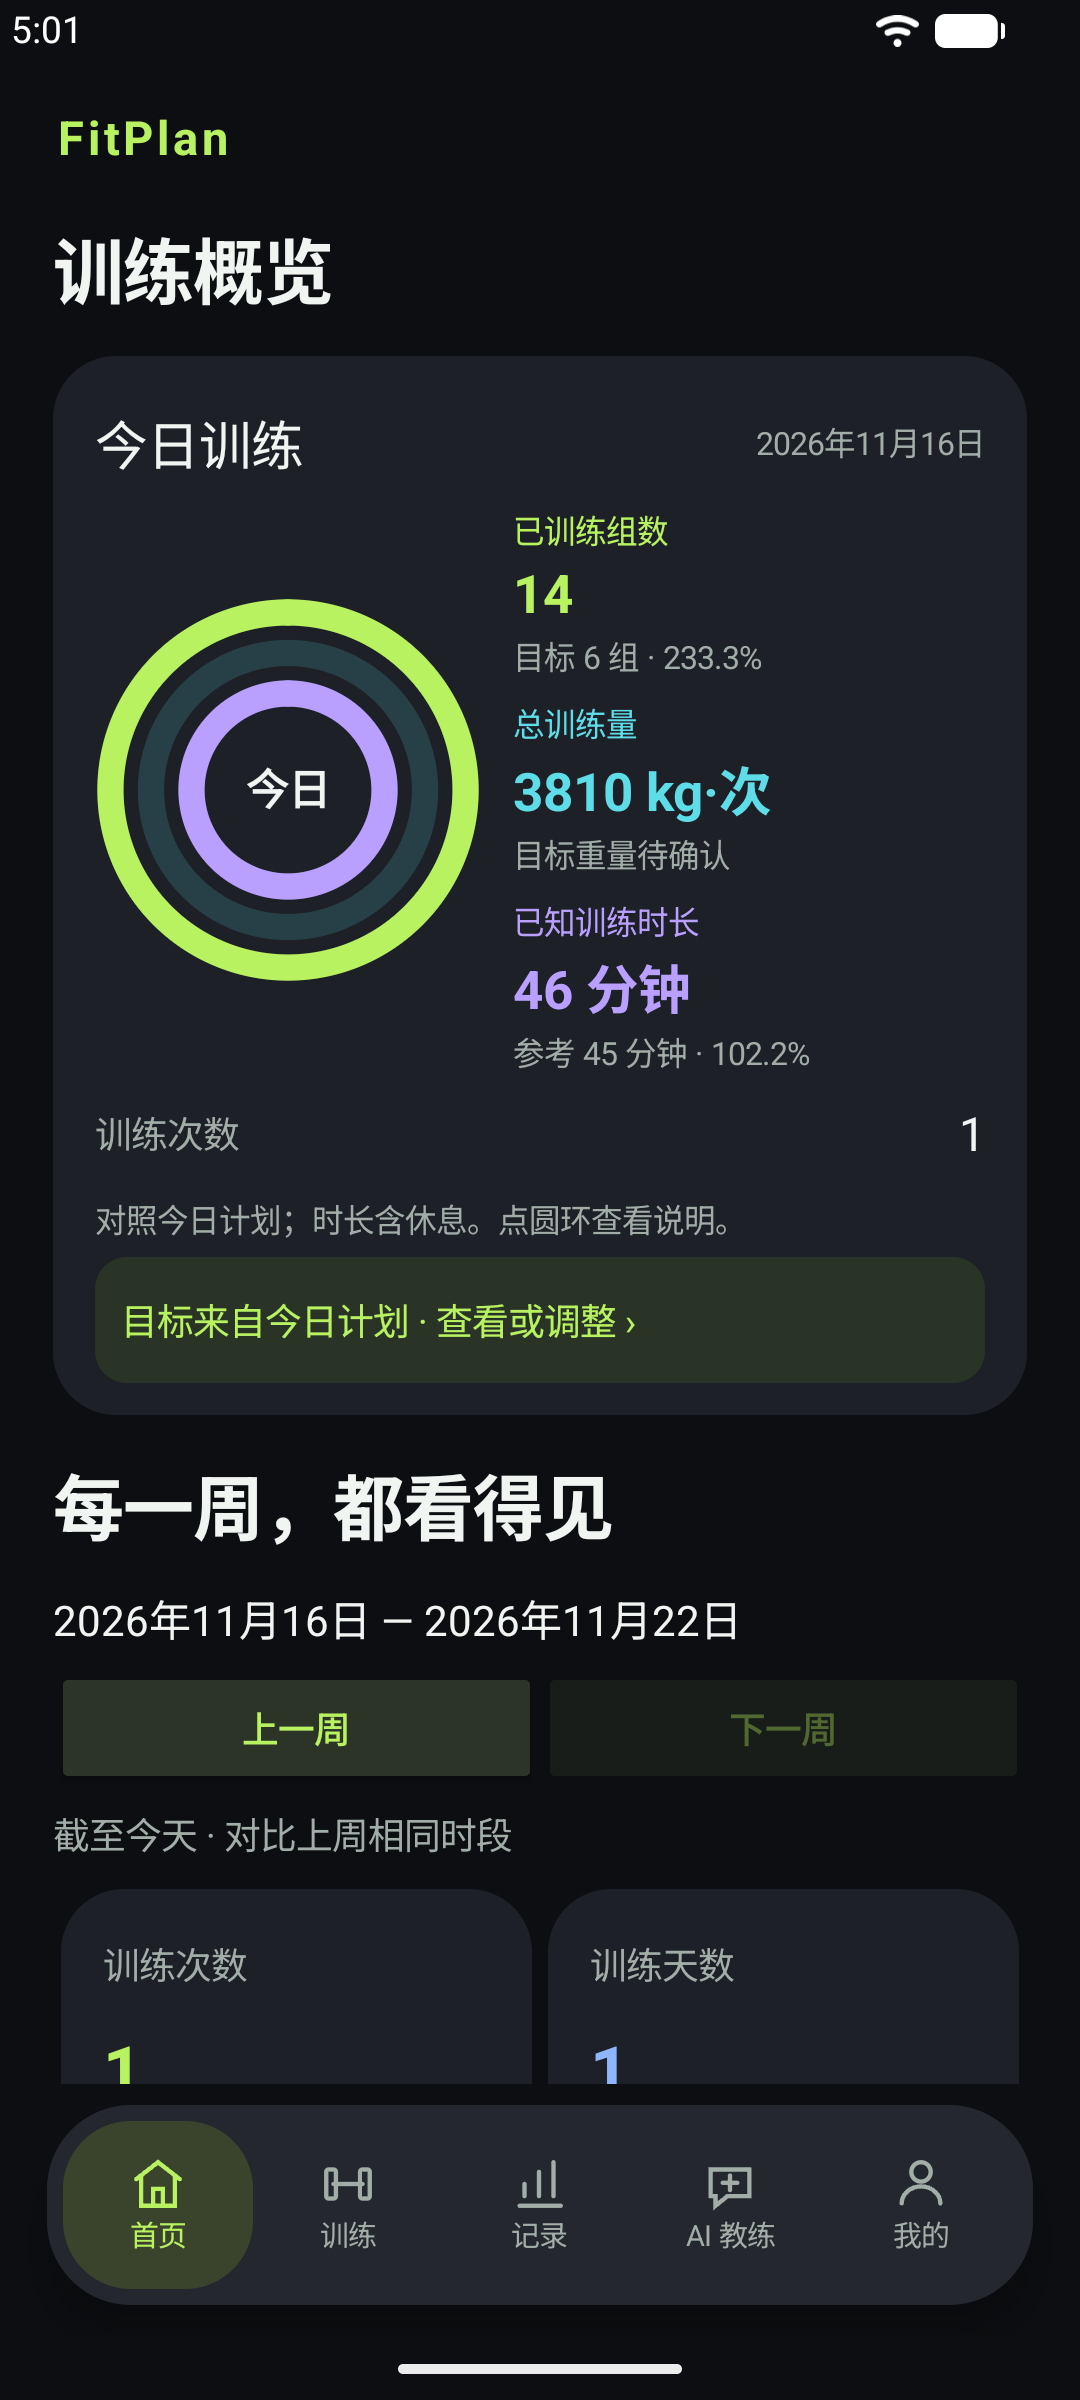 5:01
FitPlan
训练概览
今日训练
2026年11月16日
已训练组数
14
目标 6 组 · 233.3%
总训练量
3810 kg·次
目标重量待确认
已知训练时长
46 分钟
参考 45 分钟 · 102.2%
今日
训练次数
1
对照今日计划；时长含休息。点圆环查看说明。
目标来自今日计划 · 查看或调整 ›
每一周，都看得见
2026年11月16日 – 2026年11月22日
上一周
下一周
截至今天 · 对比上周相同时段
训练次数
训练天数
1
1
首页
训练
记录
AI 教练
我的